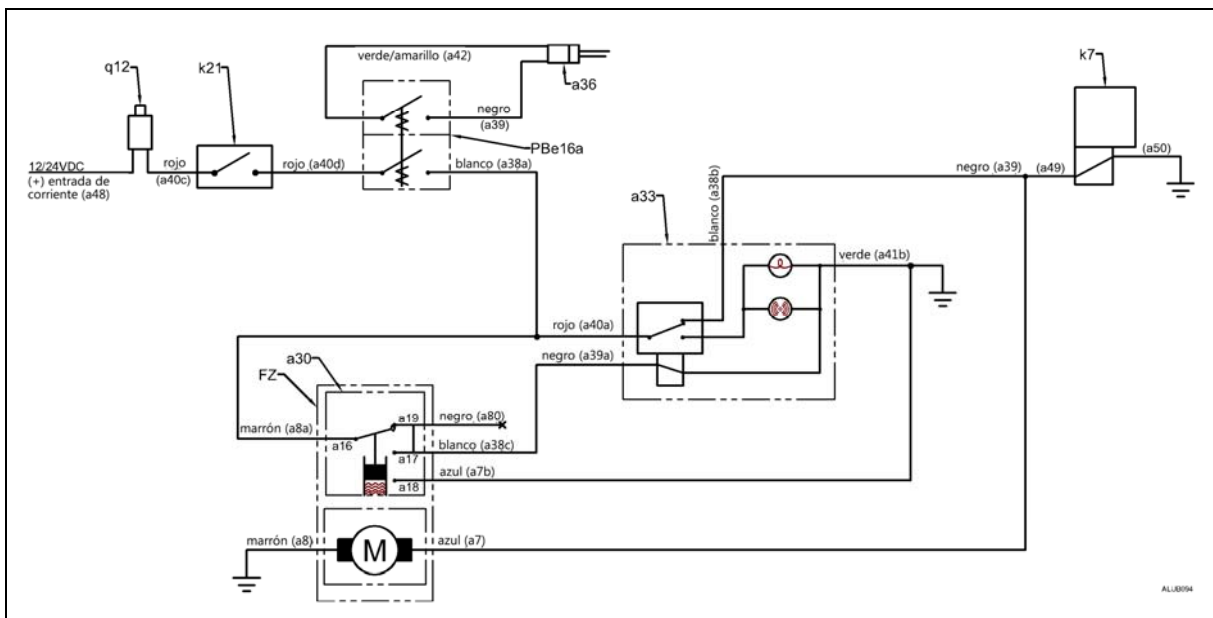 verde/amarillo (a42)
k7
q12
k21
a36
negro
(a39)
PBe16a
12/24VDC
(+) entrada de
corriente (a48)
rojo
(a40c)
rojo (a40d)
blanco (a38a)
negro (a39)
(a49)
(a50)
a33
blanco (a38b)
verde (a41b)
rojo (a40a)
negro (a39a)
a30
FZ
marrón (a8a)
a16
a19
negro (a80)
a17
blanco (a38c)
a18
azul (a7b)
marrón (a8)
M
azul (a7)
ALIJB094